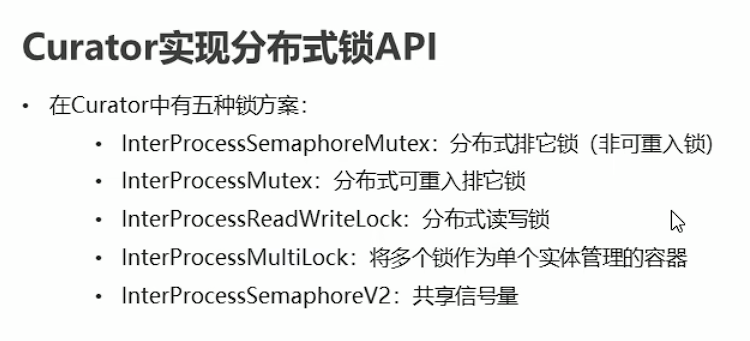 Curator实现分布式锁API
• 在Curator中有五种锁方案：
• InterProcessSemaphoreMutex：分布式排它锁（非可重入锁）
• InterProcessMutex：分布式可重入排它锁
• InterProcessReadWriteLock：分布式读写锁
• InterProcessMultiLock：将多个锁作为单个实体管理的容器
• InterProcessSemaphoreV2：共享信号量